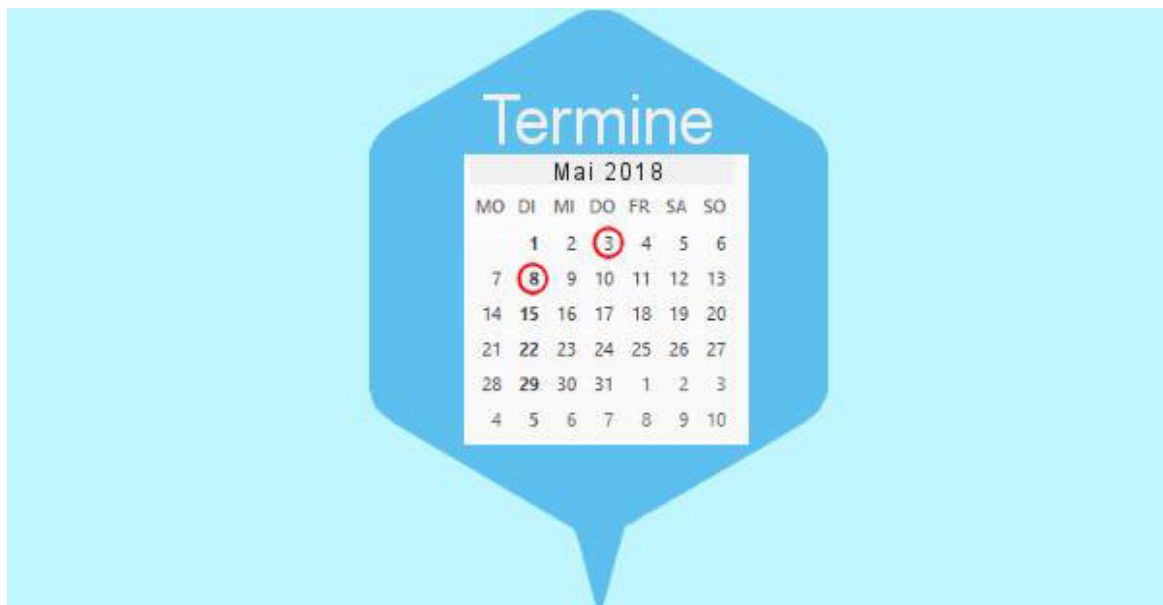 Termine
Mai 2018
MO DI MI DO FR SA SO
1 2 3 4 5 6
7 8 9 10 11 12 13
14 15 16 17 18 19 20
21 22 23 24 25 26 27
28 29 30 31 1 2 3
4 5 6 7 8 9 10